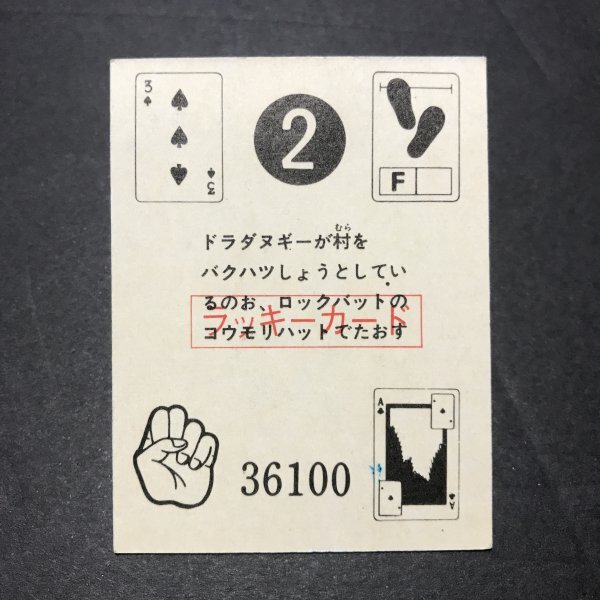 3
2
F
3
むら
ドラダヌギーが村を
バクハツしょうとしてい
るのお、ロックバットの
ラッキーカード
コウモリハットでたおす
A
36100
A